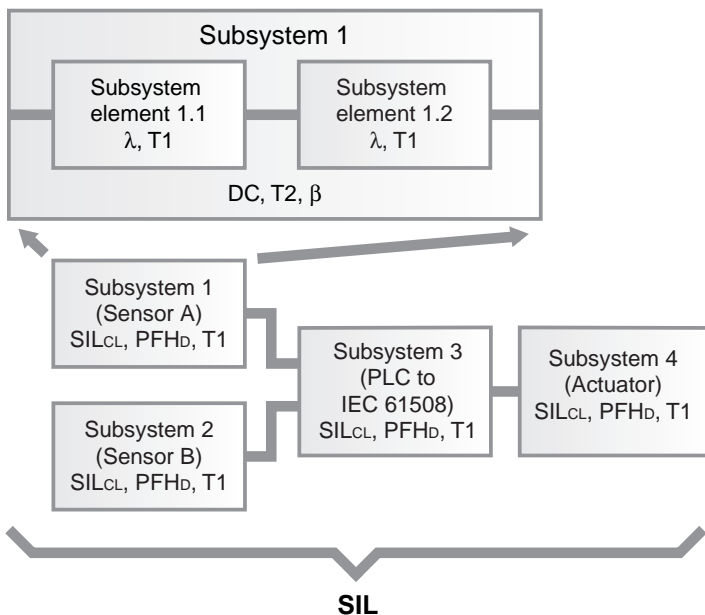 Subsystem 1
Subsystem
element 1.1
λ, T1
Subsystem
element 1.2
λ, T1
DC, T2, β
Subsystem 1
(Sensor A)
SILCL, PFHD, T1
Subsystem 2
(Sensor B)
SILCL, PFHD, T1
Subsystem 3
(PLC to
IEC 61508)
SILCL, PFHD, T1
Subsystem 4
(Actuator)
SILCL, PFHD, T1
SIL